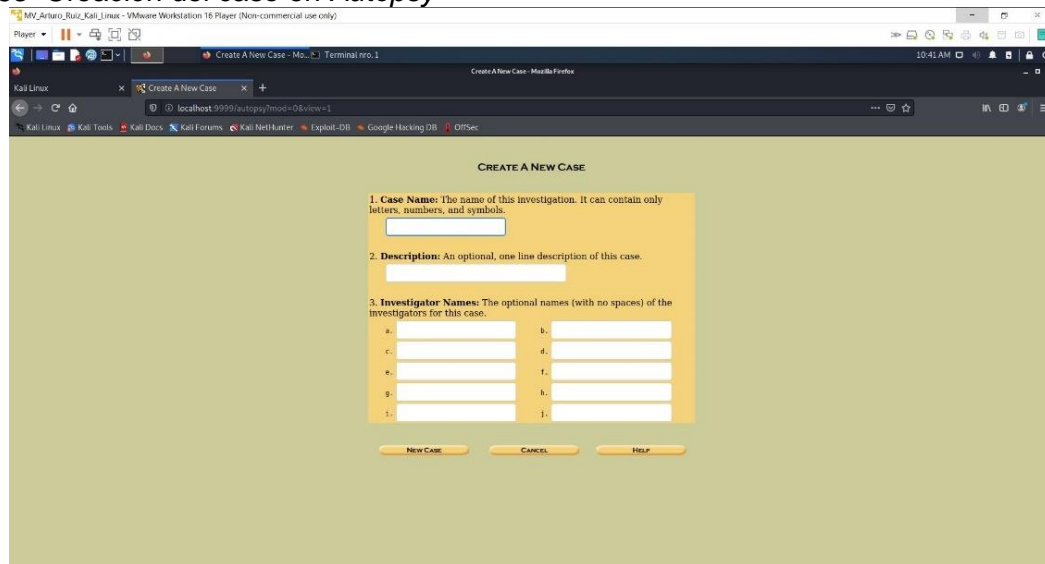 Creación del caso en Autopsy
MV_Arturo_Ruiz_Kali_Linux - VMware Workstation 16 Player (Non-commercial use only)
Player
Create A New Case - Mo... Terminal nro. 1 10:41 AM
Create A New Case - Mozilla Firefox
Kali Linux Create A New Case
localhost:9999/autopsy?mod=0&view=1
Kali Linux Kali Tools Kali Docs Kali Forums Kali NetHunter Exploit-DB Google Hacking DB OffSec
CREATE A NEW CASE
1. Case Name: The name of this investigation. It can contain only
letters, numbers, and symbols.
2. Description: An optional, one line description of this case.
3. Investigator Names: The optional names (with no spaces) of the
investigators for this case.
a. b.
c. d.
e. f.
g. h.
i. j.
NEW CASE CANCEL HELP